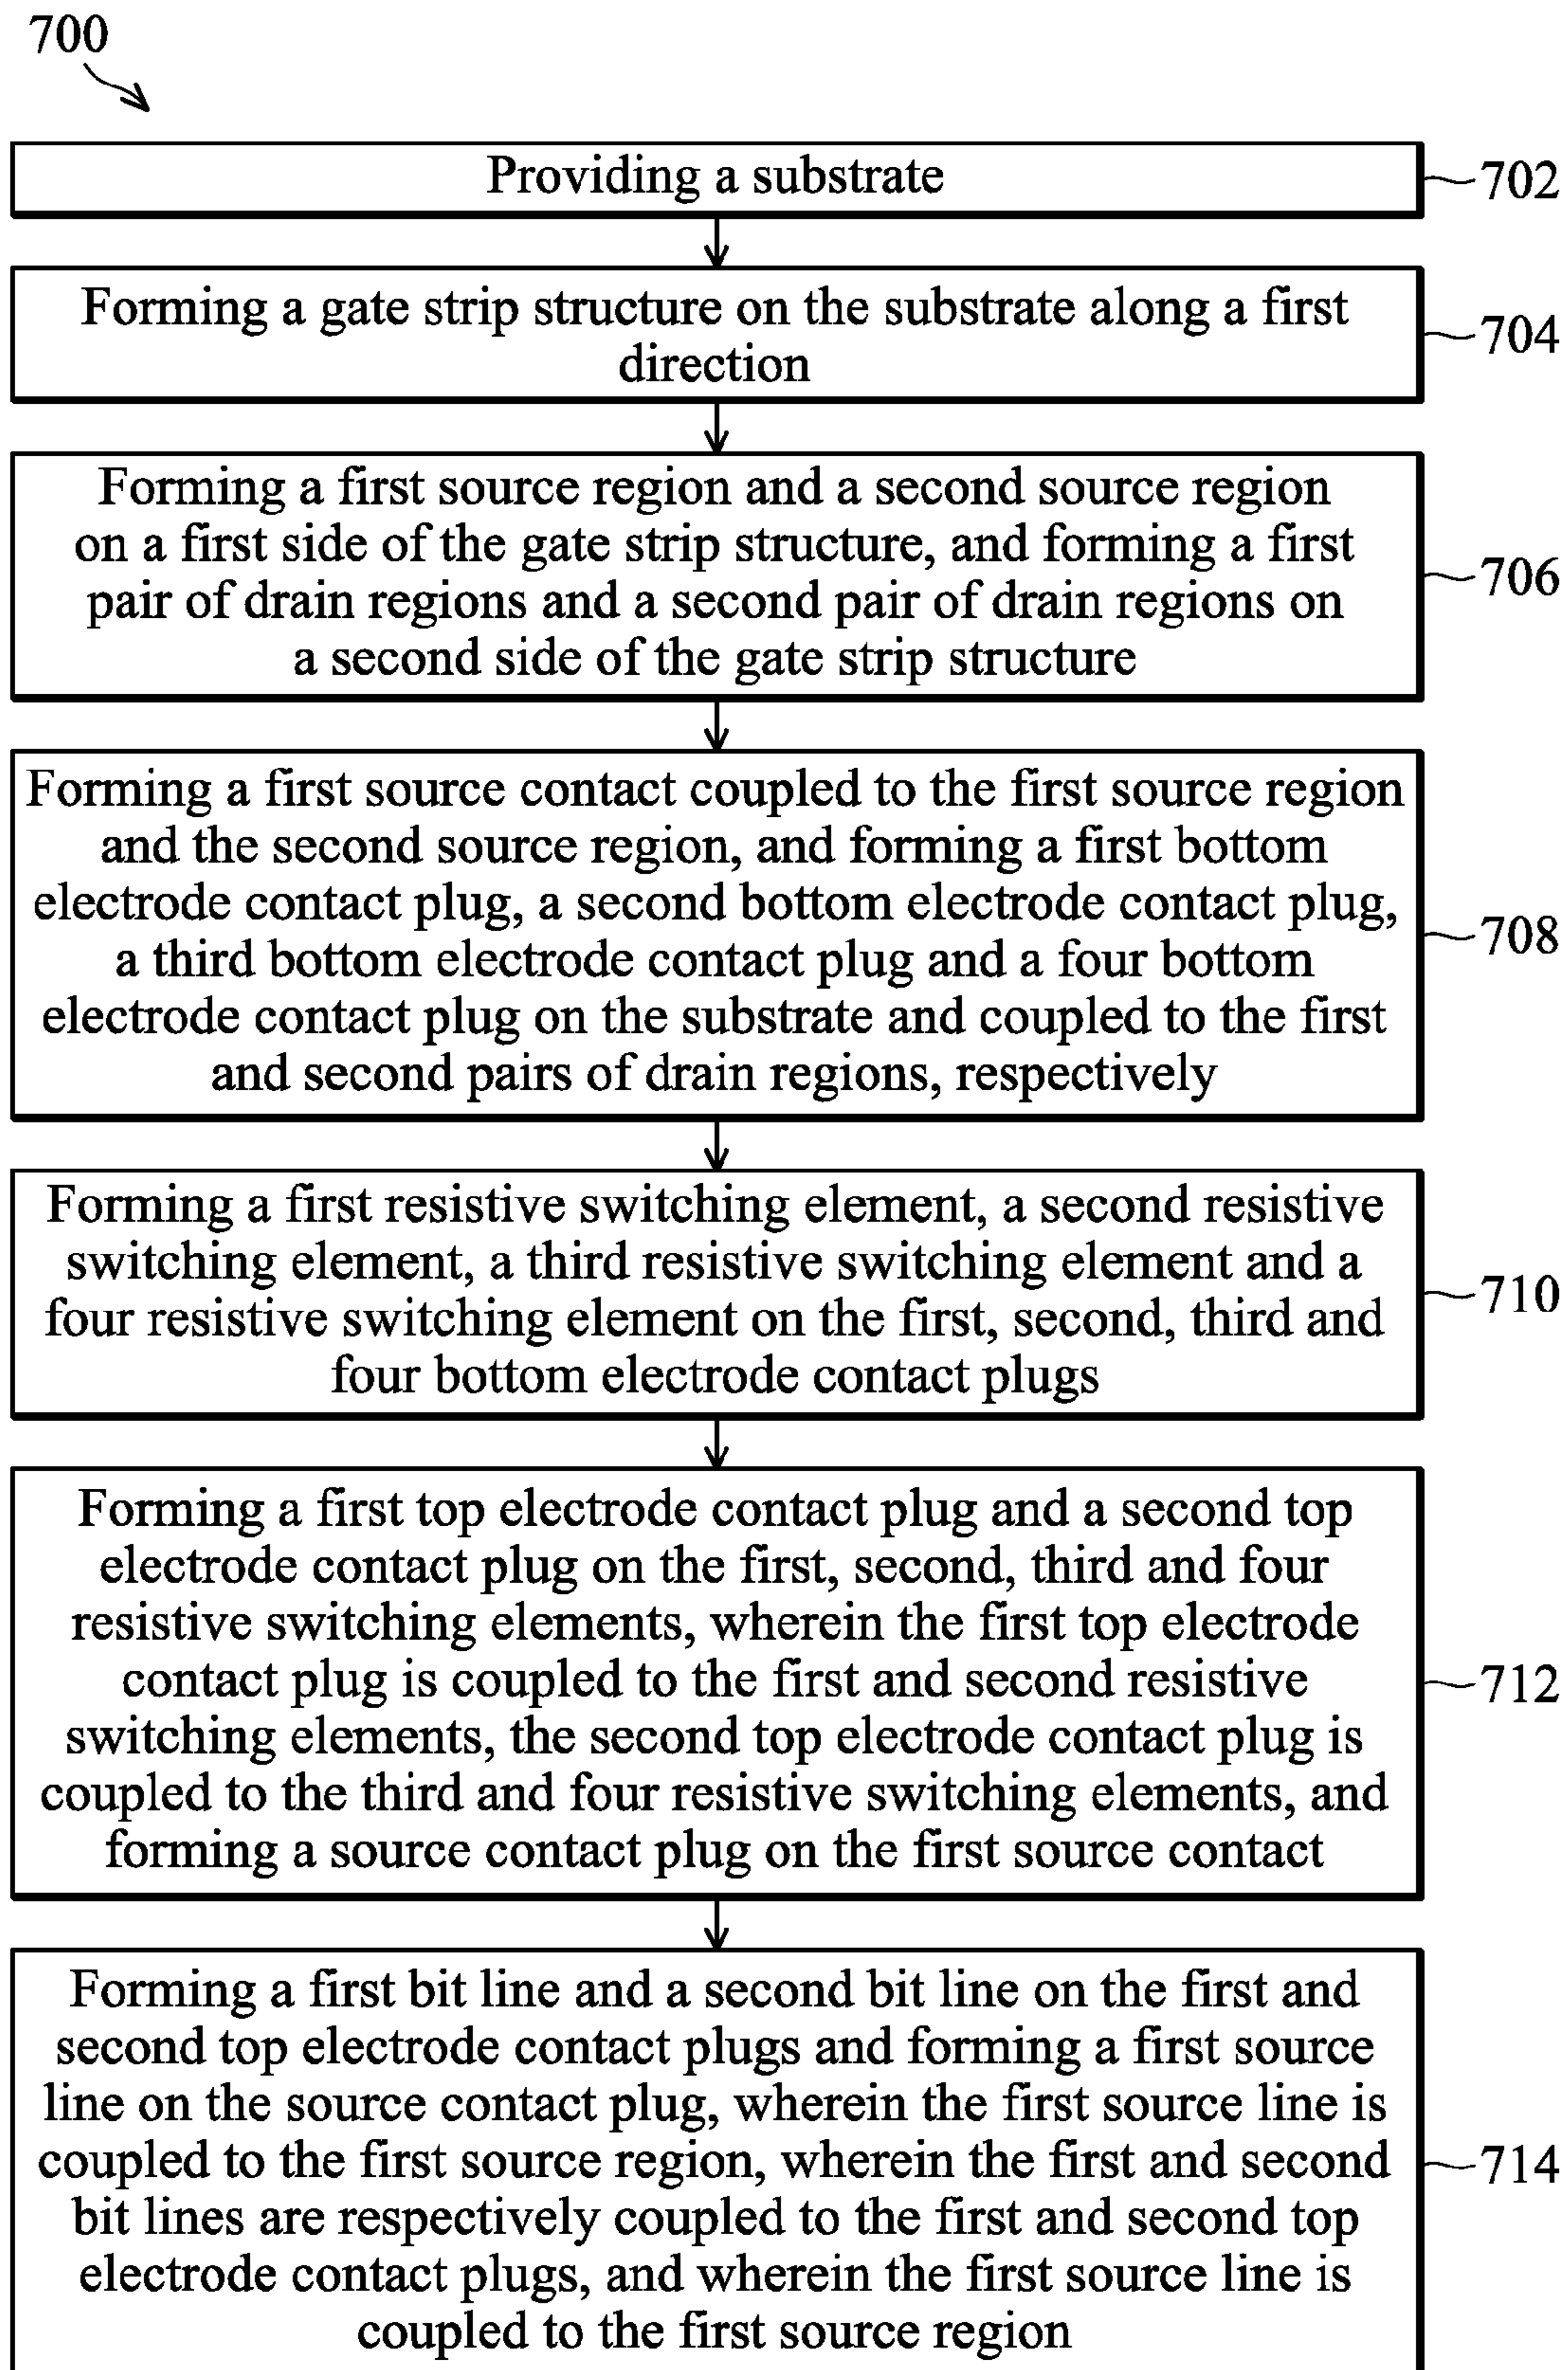 700
Providing a substrate
702
Forming a gate strip structure on the substrate along a first
direction
704
Forming a first source region and a second source region
on a first side of the gate strip structure, and forming a first
pair of drain regions and a second pair of drain regions on
a second side of the gate strip structure
706
Forming a first source contact coupled to the first source region
and the second source region, and forming a first bottom
electrode contact plug, a second bottom electrode contact plug,
a third bottom electrode contact plug and a four bottom
electrode contact plug on the substrate and coupled to the first
and second pairs of drain regions, respectively
708
Forming a first resistive switching element, a second resistive
switching element, a third resistive switching element and a
four resistive switching element on the first, second, third and
four bottom electrode contact plugs
710
Forming a first top electrode contact plug and a second top
electrode contact plug on the first, second, third and four
resistive switching elements, wherein the first top electrode
contact plug is coupled to the first and second resistive
switching elements, the second top electrode contact plug is
coupled to the third and four resistive switching elements, and
forming a source contact plug on the first source contact
712
Forming a first bit line and a second bit line on the first and
second top electrode contact plugs and forming a first source
line on the source contact plug, wherein the first source line is
coupled to the first source region, wherein the first and second
bit lines are respectively coupled to the first and second top
electrode contact plugs, and wherein the first source line is
coupled to the first source region
714